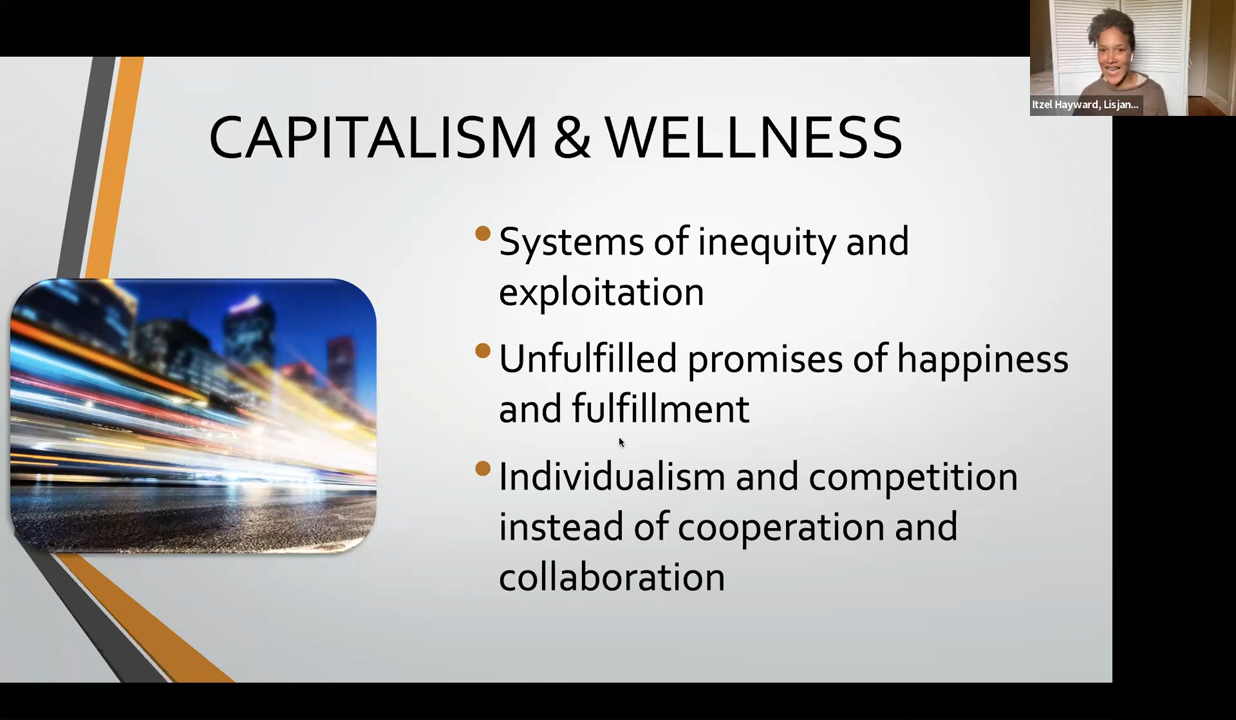 Itzel Hayward, Lisjan...
CAPITALISM & WELLNESS
• Systems of inequity and
exploitation
• Unfulfilled promises of happiness
and fulfillment
• Individualism and competition
instead of cooperation and
collaboration